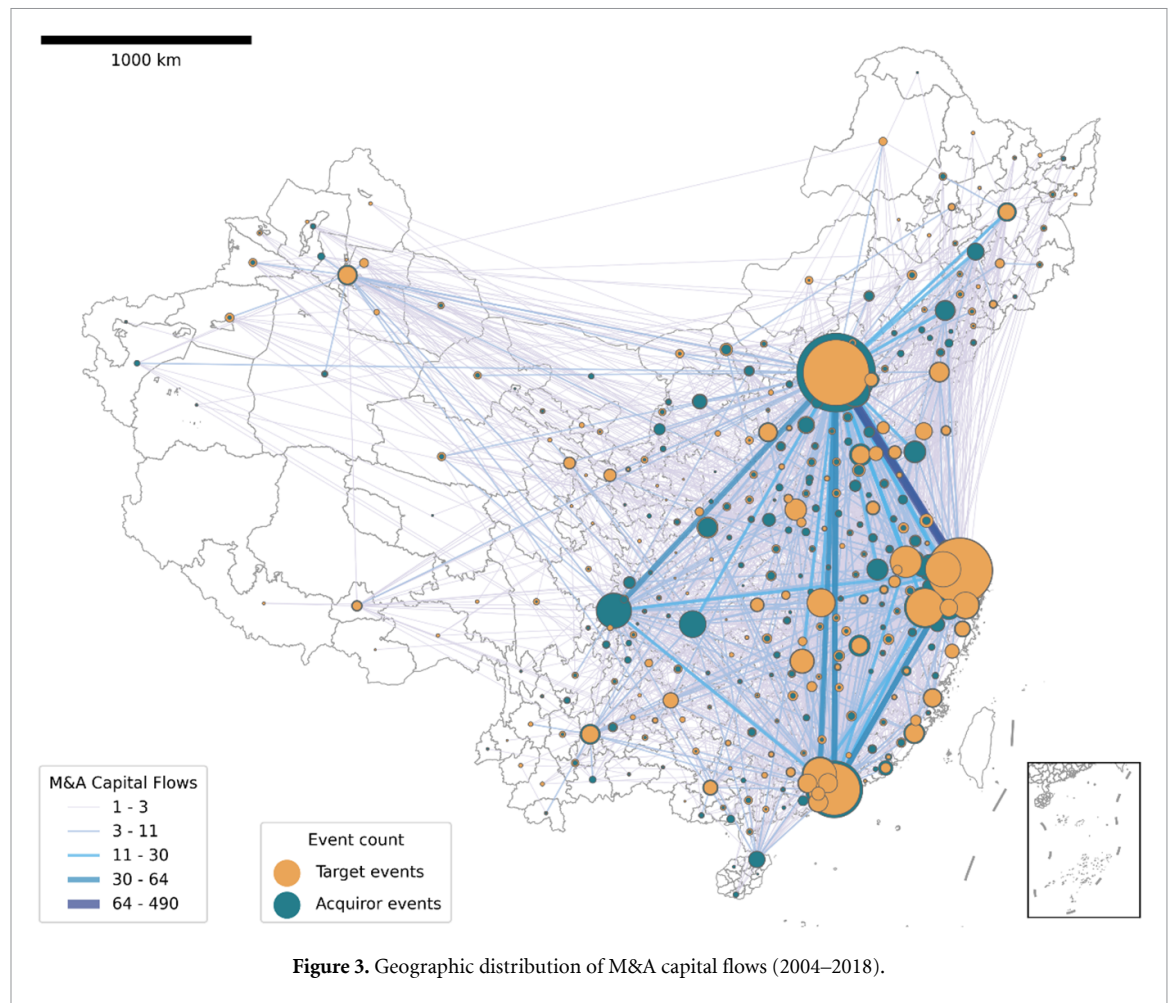 1000 km
M&A Capital Flows
1 - 3
3 - 11
11 - 30
30 - 64
64 - 490
Event count
Target events
Acquiror events
Figure 3. Geographic distribution of M&A capital flows (2004–2018).